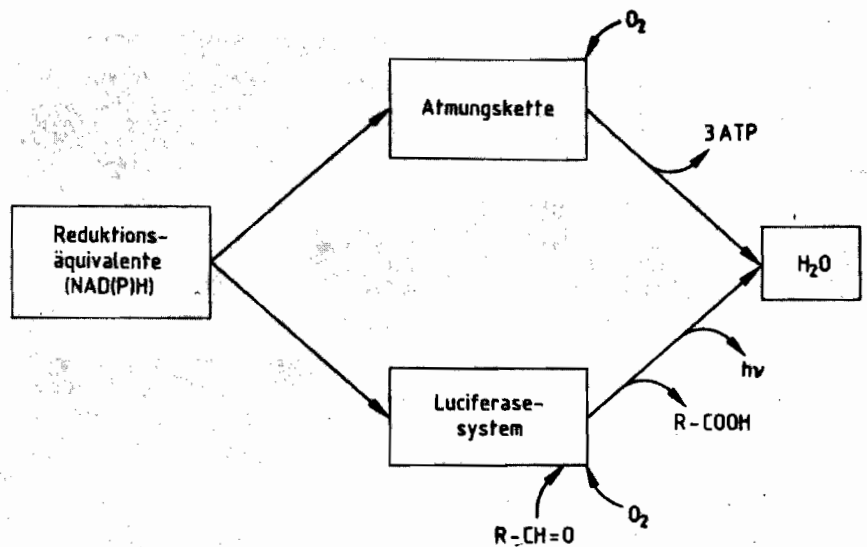 O₂
Atmungskette
3 ATP
Reduktions-
äquivalente
(NAD(P)H)
H₂O
hν
Luciferase-
system
R-COOH
O₂
R-CH=O